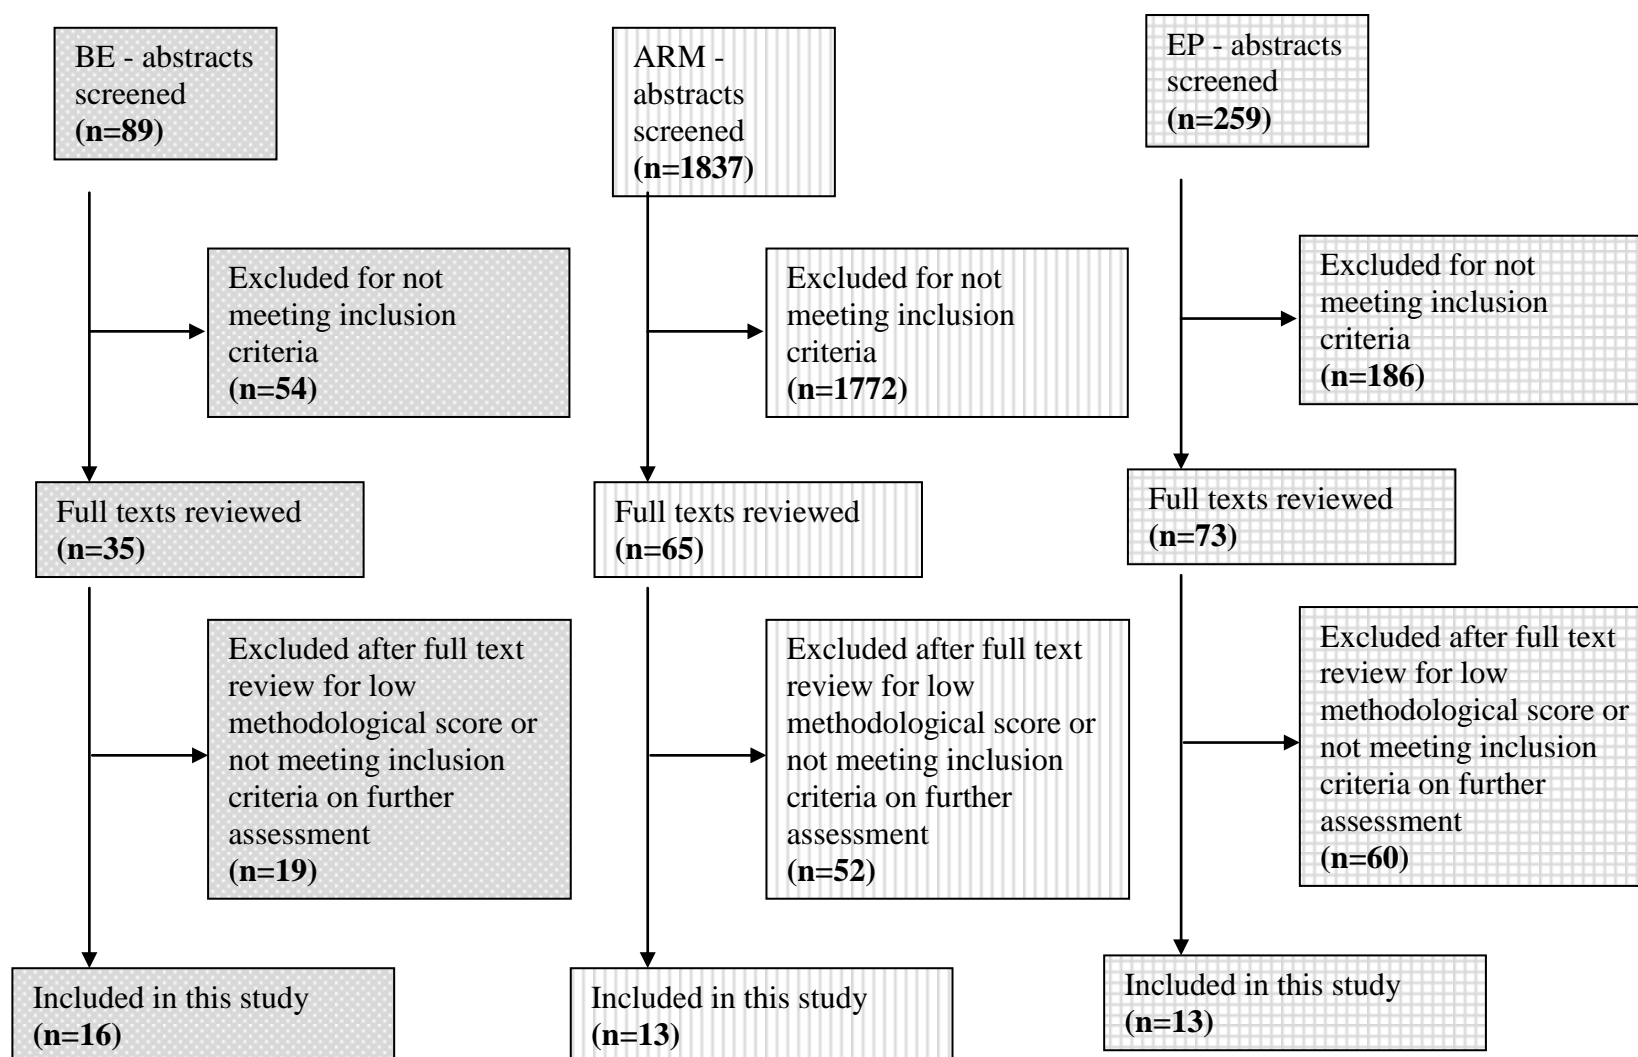 BE - abstracts
screened
(n=89)
ARM -
abstracts
screened
(n=1837)
EP - abstracts
screened
(n=259)
Excluded for not
meeting inclusion
criteria
(n=54)
Excluded for not
meeting inclusion
criteria
(n=1772)
Excluded for not
meeting inclusion
criteria
(n=186)
Full texts reviewed
(n=35)
Full texts reviewed
(n=65)
Full texts reviewed
(n=73)
Excluded after full text
review for low
methodological score or
not meeting inclusion
criteria on further
assessment
(n=19)
Excluded after full text
review for low
methodological score or
not meeting inclusion
criteria on further
assessment
(n=52)
Excluded after full text
review for low
methodological score or
not meeting inclusion
criteria on further
assessment
(n=60)
Included in this study
(n=16)
Included in this study
(n=13)
Included in this study
(n=13)